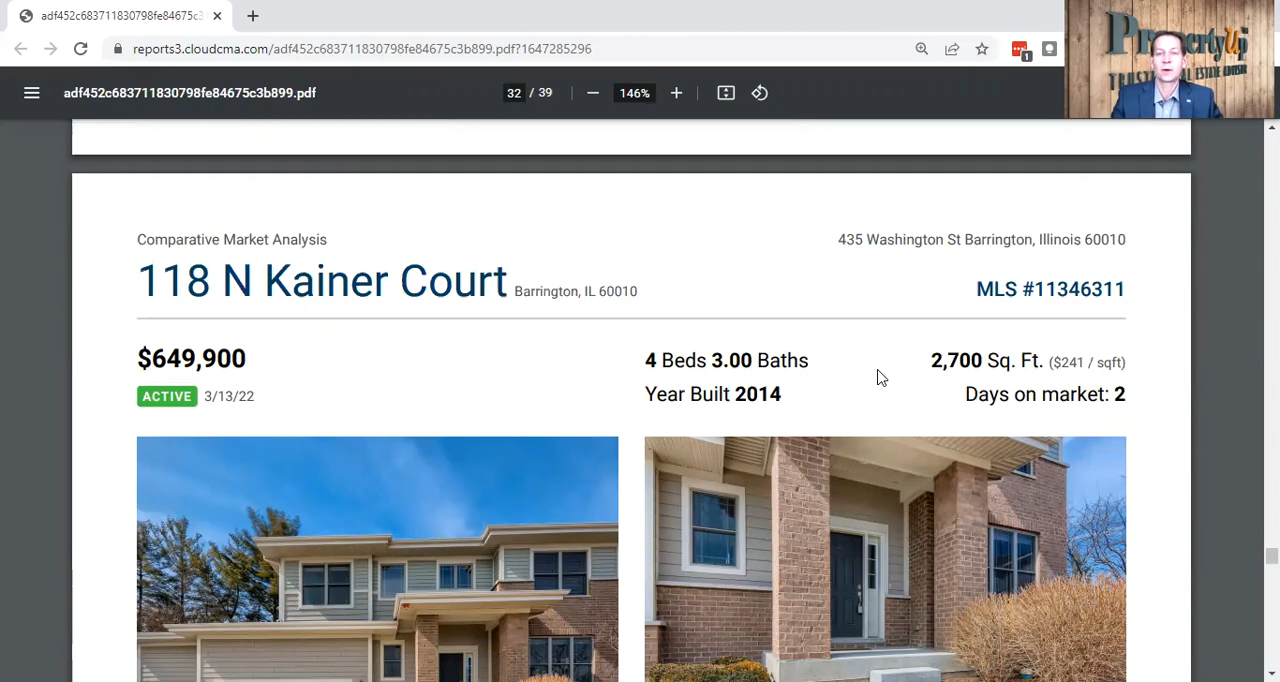 adf452c683711830798fe84675c3
reports3.cloudcma.com/adf452c683711830798fe84675c3b899.pdf?1647285296
1
PropertyUp
adf452c683711830798fe84675c3b899.pdf
32 / 39
146%
Comparative Market Analysis
435 Washington St Barrington, Illinois 60010
118 N Kainer Court Barrington, IL 60010
MLS #11346311
$649,900
4 Beds 3.00 Baths
2,700 Sq. Ft. ($241 / sqft)
ACTIVE 3/13/22
Year Built 2014
Days on market: 2